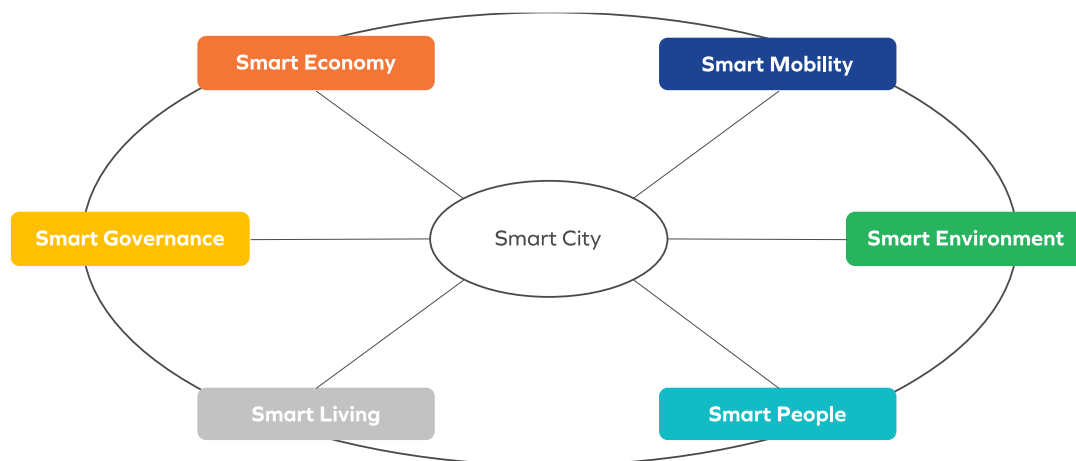 Smart Economy
Smart Mobility
Smart Governance
Smart City
Smart Environment
Smart Living
Smart People